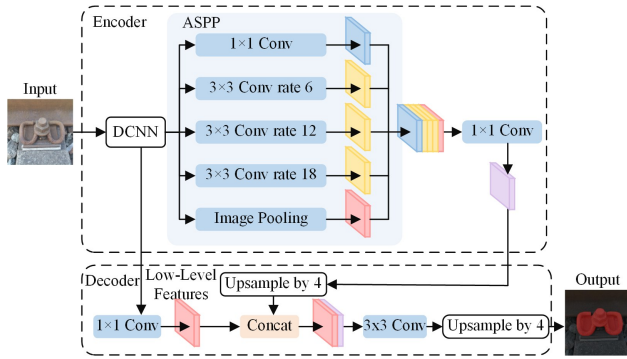 Encoder
ASPP
1×1 Conv
Input
3×3 Conv rate 6
DCNN
3×3 Conv rate 12
1×1 Conv
3×3 Conv rate 18
Image Pooling
Decoder
Low-Level
Features
Upsample by 4
Output
1×1 Conv
Concat
3x3 Conv
Upsample by 4